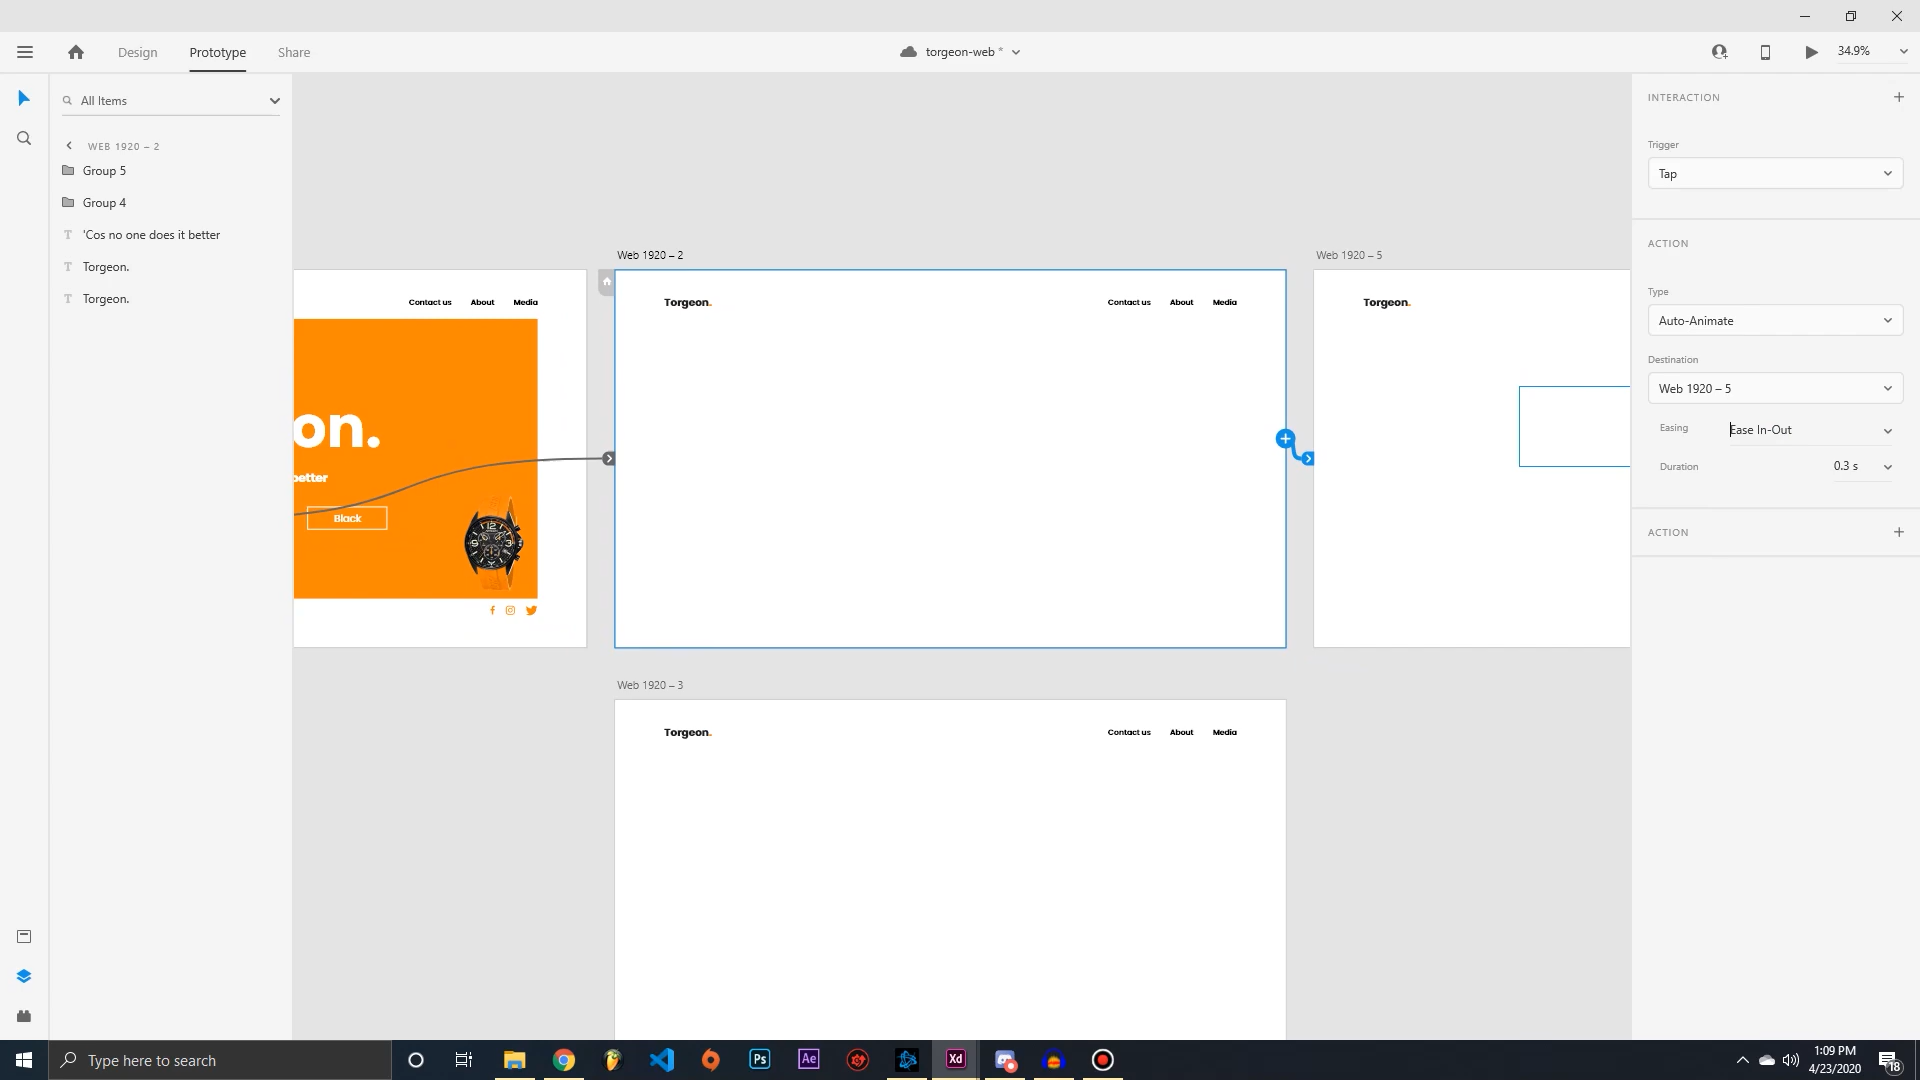 Design
Prototype
Share
torgeon-web *
34.9%
All Items
WEB 1920 – 2
Group 5
Group 4
'Cos no one does it better
Torgeon.
Torgeon.
Contact us
About
Media
on.
better
Black
Web 1920 – 2
Torgeon.
Contact us
About
Media
Web 1920 – 5
Torgeon.
Web 1920 – 3
Torgeon.
Contact us
About
Media
INTERACTION
Trigger
Tap
ACTION
Type
Auto-Animate
Destination
Web 1920 – 5
Easing
Ease In-Out
Duration
0.3 s
ACTION
Type here to search
Ps
Ae
Xd
1:09 PM
4/23/2020
18